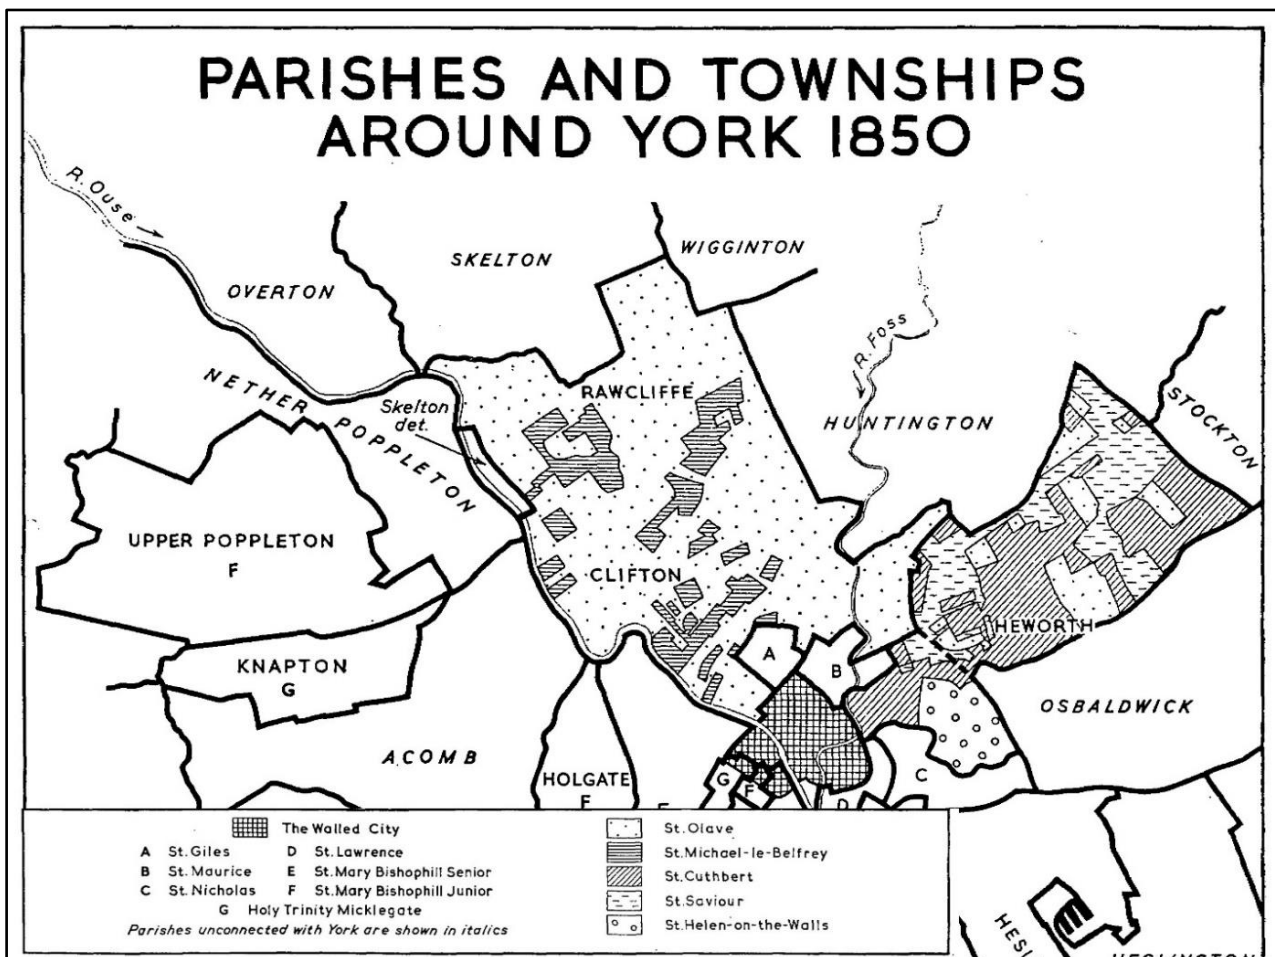 PARISHES AND TOWNSHIPS
AROUND YORK 1850
R. Ouse
SKELTON
WIGGINTON
OVERTON
R. Foss
NETHER POPPLETON
Skelton
det.
RAWCLIFFE
HUNTINGTON
STOCKTON
UPPER POPPLETON
F
CLIFTON
HEWORTH
KNAPTON
G
A
B
OSBALDWICK
ACOMB
HOLGATE
F
G
F
C
D
The Walled City
A St. Giles
B St. Maurice
C St. Nicholas
D St. Lawrence
E St. Mary Bishophill Senior
F St. Mary Bishophill Junior
G Holy Trinity Micklegate
Parishes unconnected with York are shown in italics
St. Olave
St. Michael-le-Belfrey
St. Cuthbert
St. Saviour
St. Helen-on-the-Walls
E